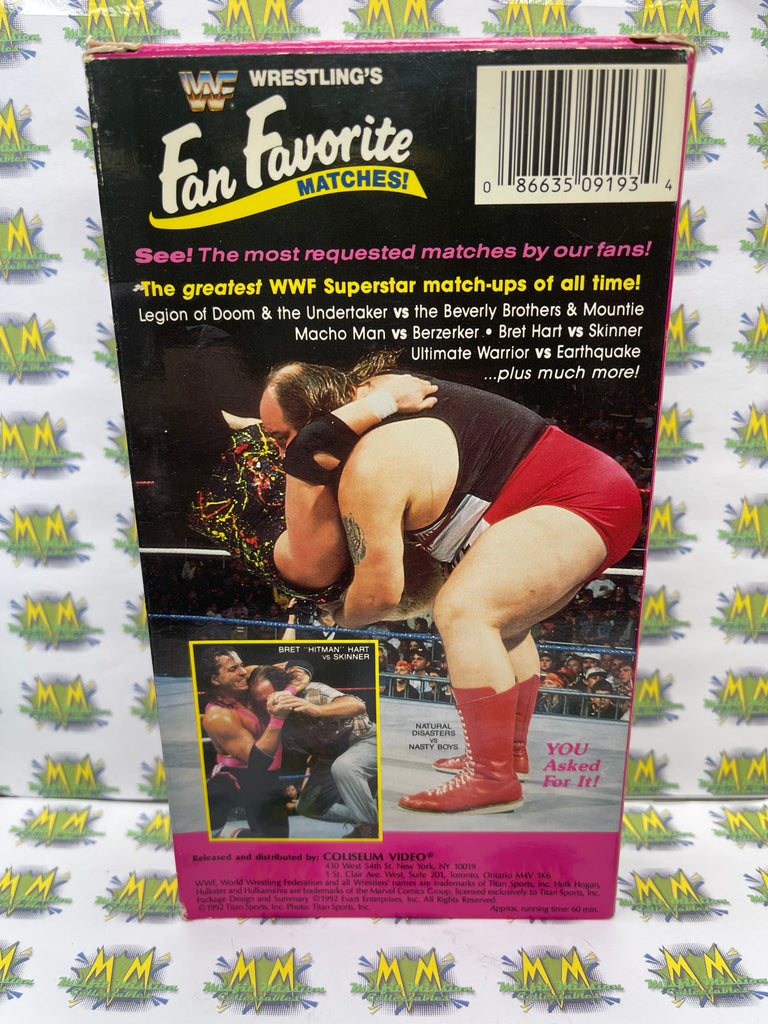 WF WRESTLING'S
Fan Favorite
MATCHES!
0 86635 09193 4
See! The most requested matches by our fans!
The greatest WWF Superstar match-ups of all time!
Legion of Doom & the Undertaker vs the Beverly Brothers & Mountie
Macho Man vs Berzerker • Bret Hart vs Skinner
Ultimate Warrior vs Earthquake
...plus much more!
BRET "HITMAN" HART
vs SKINNER
NATURAL
DISASTERS
vs
NASTY BOYS
YOU
Asked
For It!
Released and distributed by: COLISEUM VIDEO®
430 West 54th St. New York, NY 10019
1 St. Clair Ave. West, Suite 201, Toronto, Ontario M4V 1K6
WWF, World Wrestling Federation and all Wrestlers' names are trademarks of Titan Sports, Inc. Hulk Hogan,
Hulkster and Hulkamania are trademarks of the Marvel Comics Group, licensed exclusively to Titan Sports, Inc.
Package Design and Summary ©1992 Evart Enterprises, Inc. All Rights Reserved.
©1992 Titan Sports, Inc. Photo: Titan Sports, Inc.
Approx. running time: 60 min.
MM
Misfit Mission
Collectables